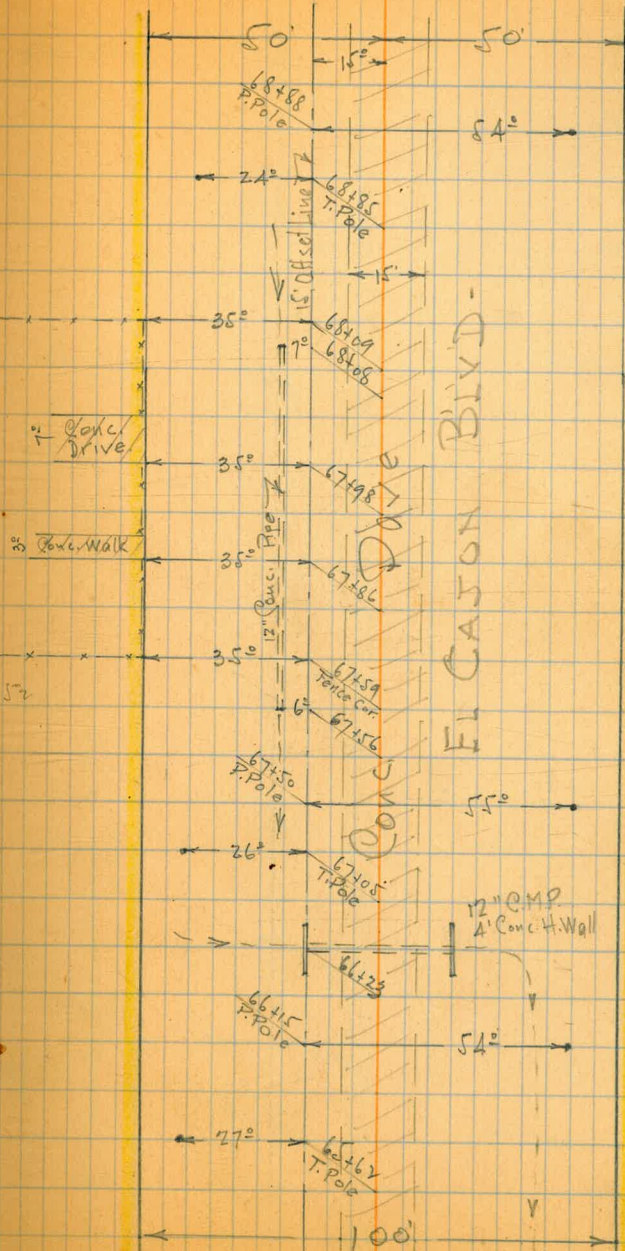 50' 50'
15°
68+88
P. Pole
54°
24°
68+85
T. Pole
15' Offset Line
15'
35°
68+09
7°
68+08
7° Conc.
Drive
35°
67+98
3° Conc. Walk
35°
67+86
12" Conc. Pipe
35°
67+59
Fence Cor.
6°
67+56
67+50
P. Pole
55°
26°
67+05
T. Pole
Conc. Pave
EL CAJON BLVD-
12" C.M.P.
4' Conc. H. Wall
66+23
66+15
P. Pole
54°
27°
65+62
T. Pole
100'